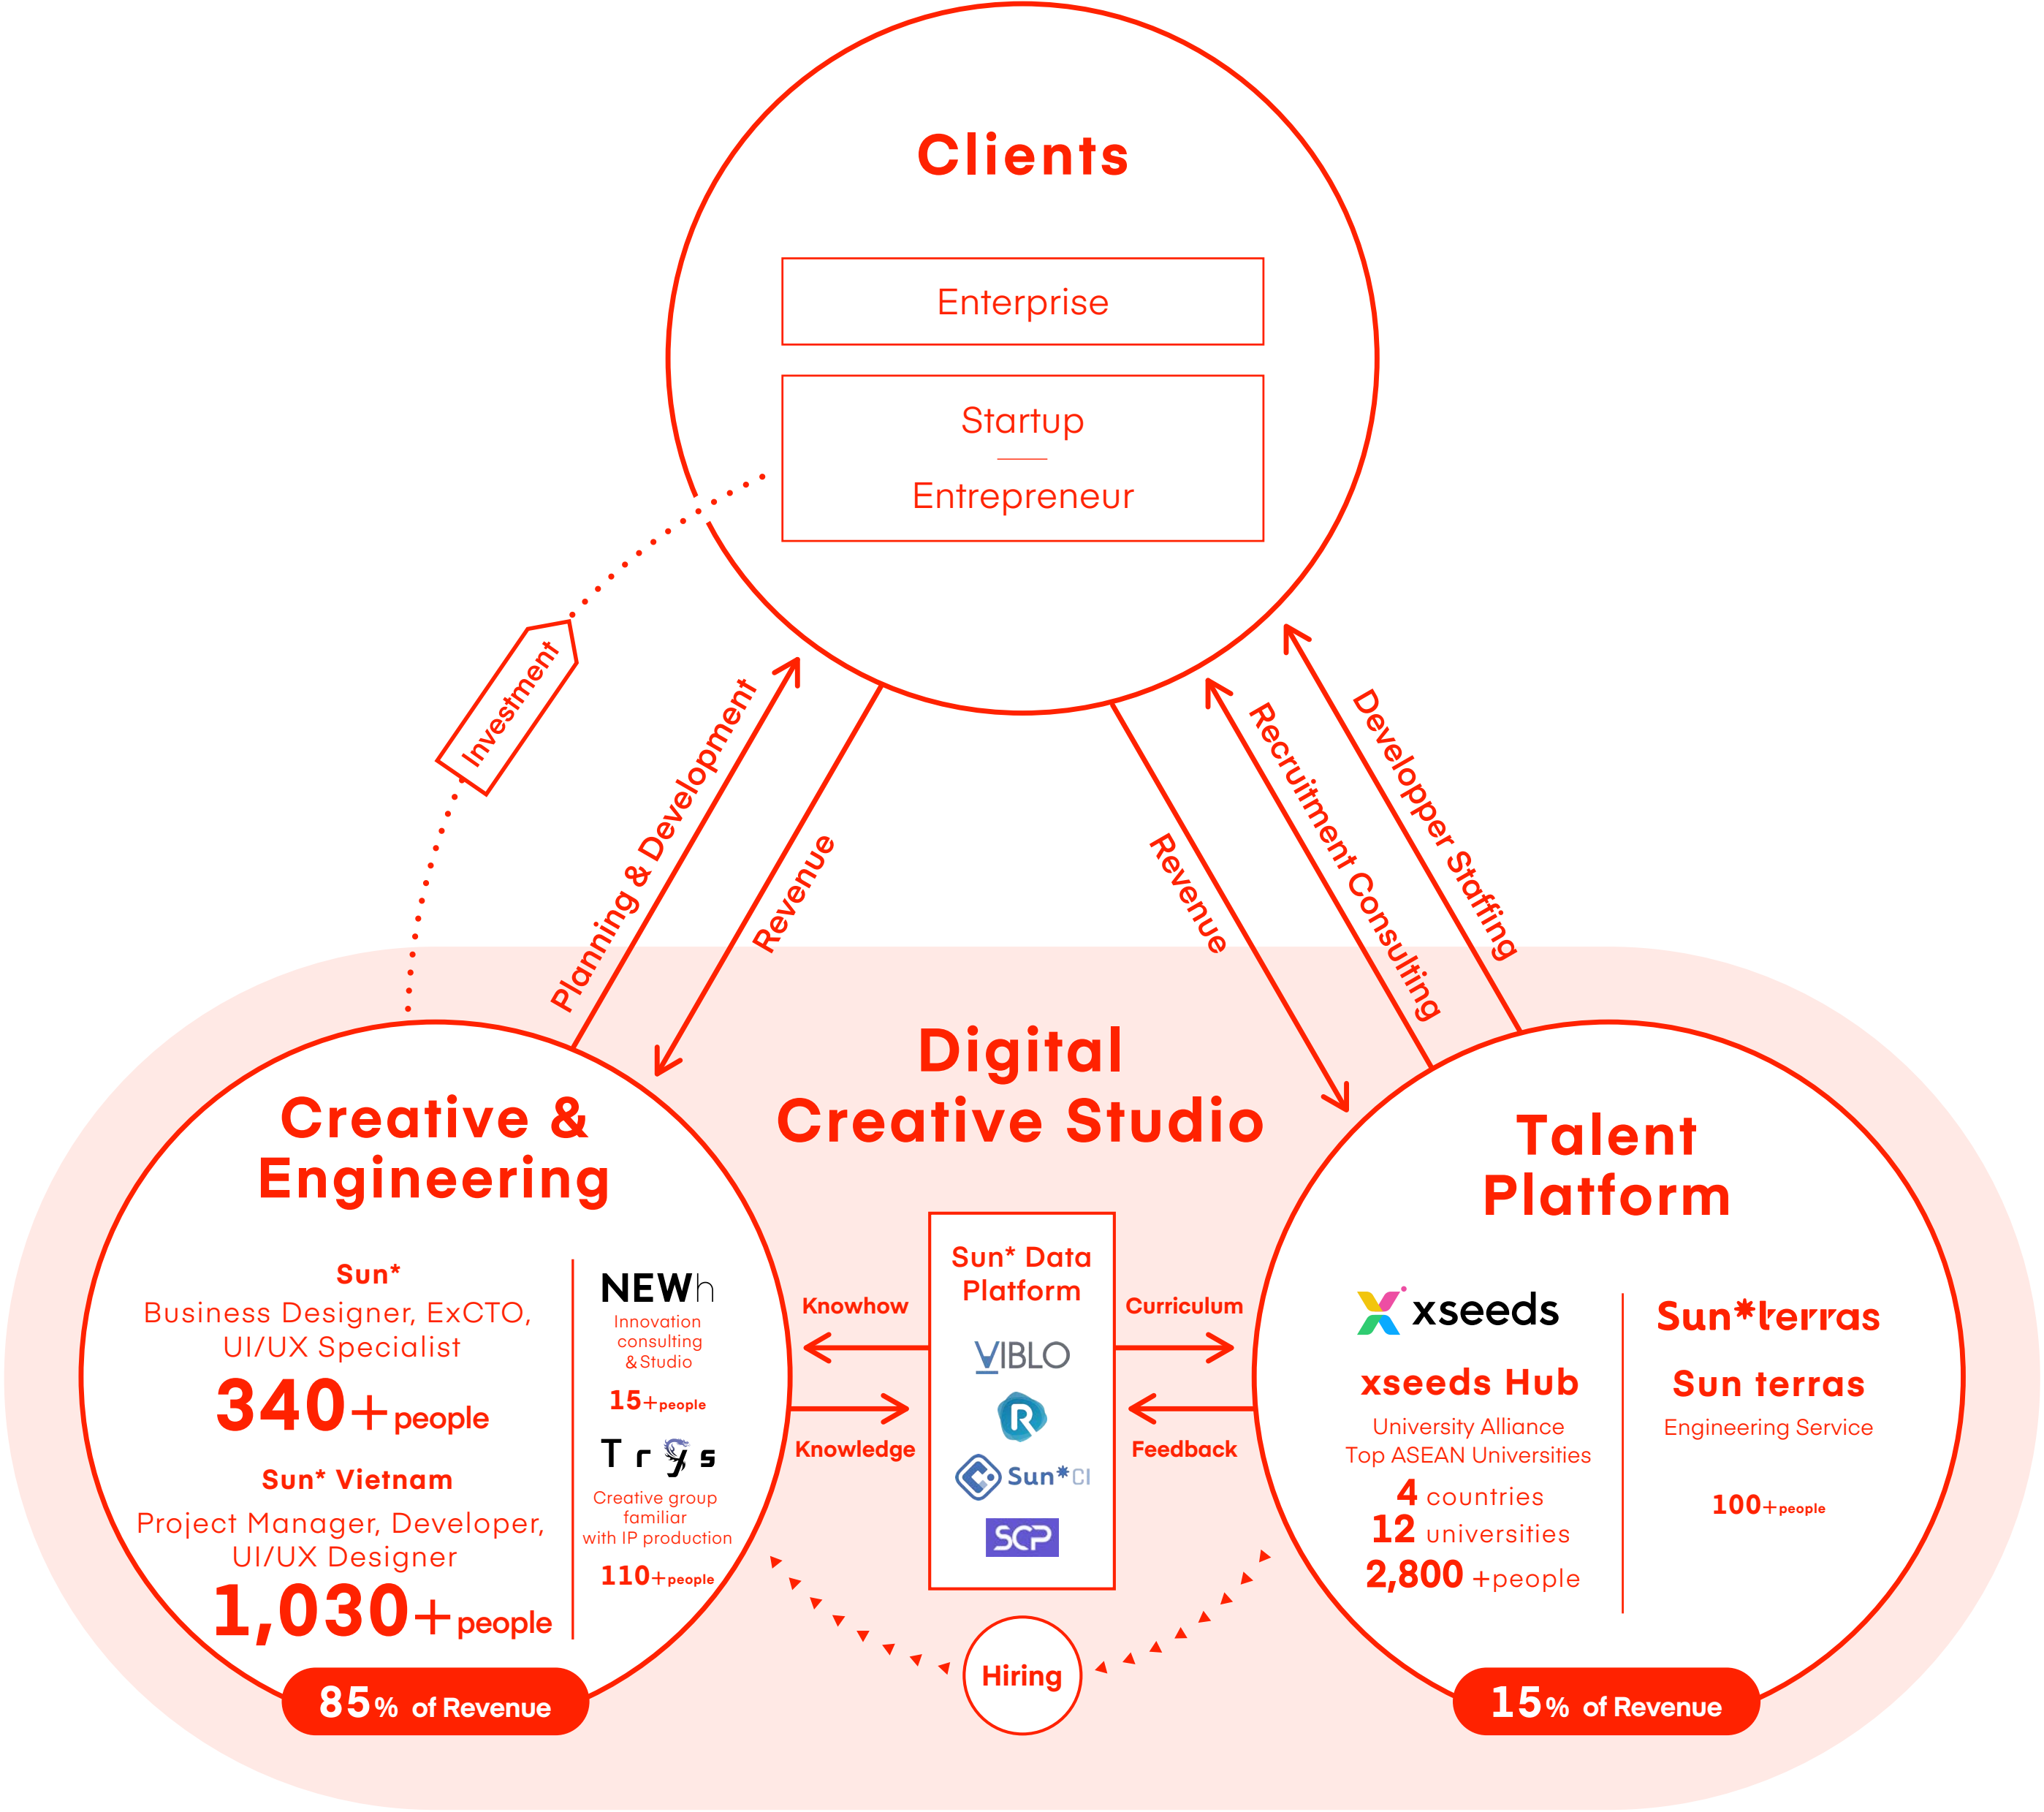 Clients
Enterprise
Startup
Entrepreneur
Investment
Planning & Development
Revenue
Revenue
Recruitment Consulting
Developper Staffing
Digital
Creative Studio
Creative &
Engineering
Sun*
Business Designer, ExCTO,
UI/UX Specialist
340+people
Sun* Vietnam
Project Manager, Developer,
UI/UX Designer
1,030+people
NEWh
Innovation
consulting
&Studio
15+people
Trys
Creative group
familiar
with IP production
110+people
85% of Revenue
Knowhow
Knowledge
Sun* Data
Platform
VIBLO
R
Sun*CI
SCP
Curriculum
Feedback
Hiring
Talent
Platform
xseeds
xseeds Hub
University Alliance
Top ASEAN Universities
4 countries
12 universities
2,800 +people
Sun*terras
Sun terras
Engineering Service
100+people
15% of Revenue